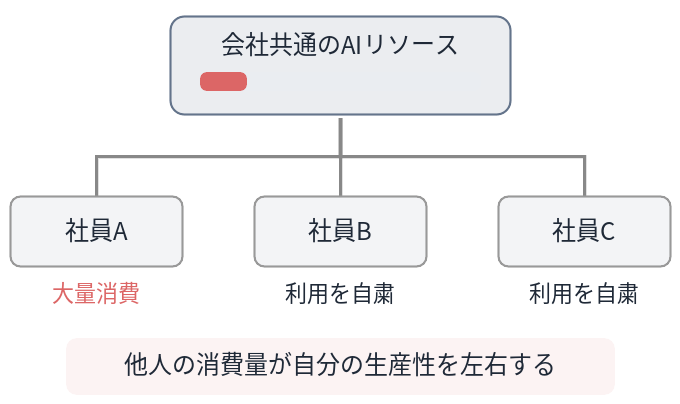 会社共通のAIリソース
社員A
社員B
社員C
大量消費
利用を自粛
利用を自粛
他人の消費量が自分の生産性を左右する